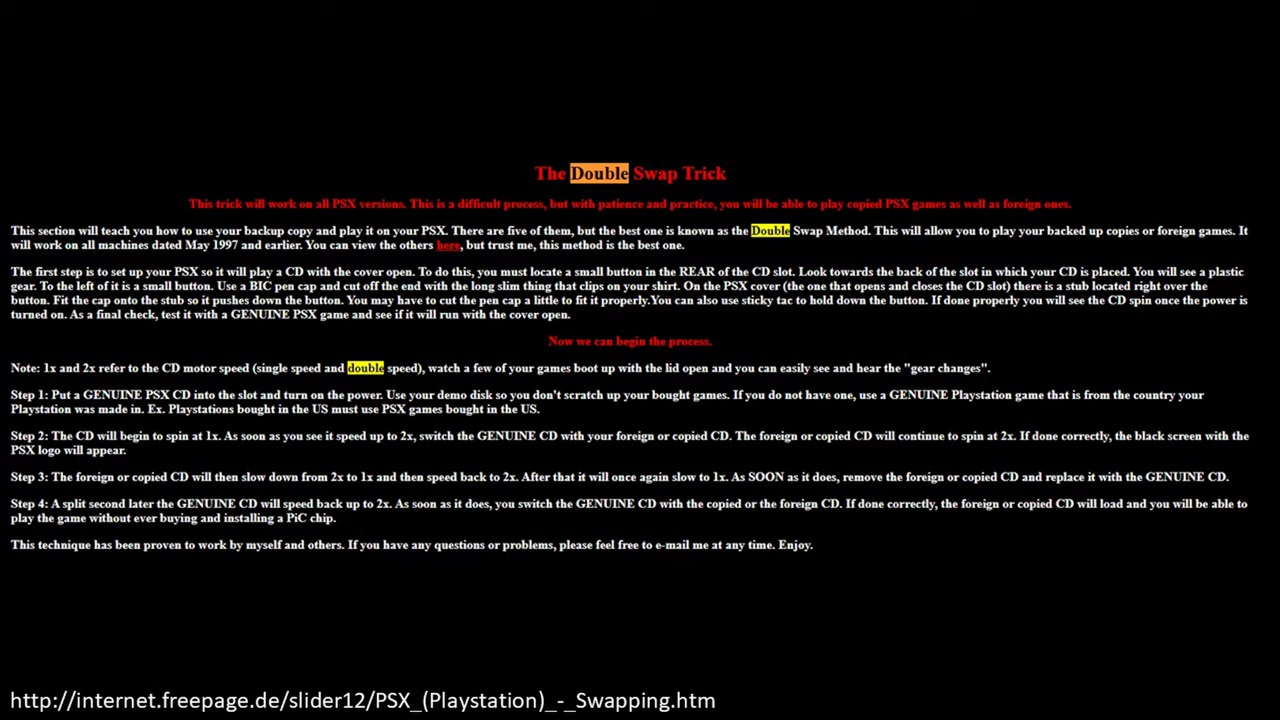 The Double Swap Trick
This trick will work on all PSX versions. This is a difficult process, but with patience and practice, you will be able to play copied PSX games as well as foreign ones.
This section will teach you how to use your backup copy and play it on your PSX. There are five of them, but the best one is known as the Double Swap Method. This will allow you to play your backed up copies or foreign games. It
will work on all machines dated May 1997 and earlier. You can view the others here, but trust me, this method is the best one.
The first step is to set up your PSX so it will play a CD with the cover open. To do this, you must locate a small button in the REAR of the CD slot. Look towards the back of the slot in which your CD is placed. You will see a plastic
gear. To the left of it is a small button. Use a BIC pen cap and cut off the end with the long slim thing that clips on your shirt. On the PSX cover (the one that opens and closes the CD slot) there is a stub located right over the
button. Fit the cap onto the stub so it pushes down the button. You may have to cut the pen cap a little to fit it properly.You can also use sticky tac to hold down the button. If done properly you will see the CD spin once the power is
turned on. As a final check, test it with a GENUINE PSX game and see if it will run with the cover open.
Now we can begin the process.
Note: 1x and 2x refer to the CD motor speed (single speed and double speed), watch a few of your games boot up with the lid open and you can easily see and hear the "gear changes".
Step 1: Put a GENUINE PSX CD into the slot and turn on the power. Use your demo disk so you don't scratch up your bought games. If you do not have one, use a GENUINE Playstation game that is from the country your
Playstation was made in. Ex. Playstations bought in the US must use PSX games bought in the US.
Step 2: The CD will begin to spin at 1x. As soon as you see it speed up to 2x, switch the GENUINE CD with your foreign or copied CD. The foreign or copied CD will continue to spin at 2x. If done correctly, the black screen with the
PSX logo will appear.
Step 3: The foreign or copied CD will then slow down from 2x to 1x and then speed back to 2x. After that it will once again slow to 1x. As SOON as it does, remove the foreign or copied CD and replace it with the GENUINE CD.
Step 4: A split second later the GENUINE CD will speed back up to 2x. As soon as it does, you switch the GENUINE CD with the copied or the foreign CD. If done correctly, the foreign or copied CD will load and you will be able to
play the game without ever buying and installing a PiC chip.
This technique has been proven to work by myself and others. If you have any questions or problems, please feel free to e-mail me at any time. Enjoy.
http://internet.freepage.de/slider12/PSX_(Playstation)_-_Swapping.htm